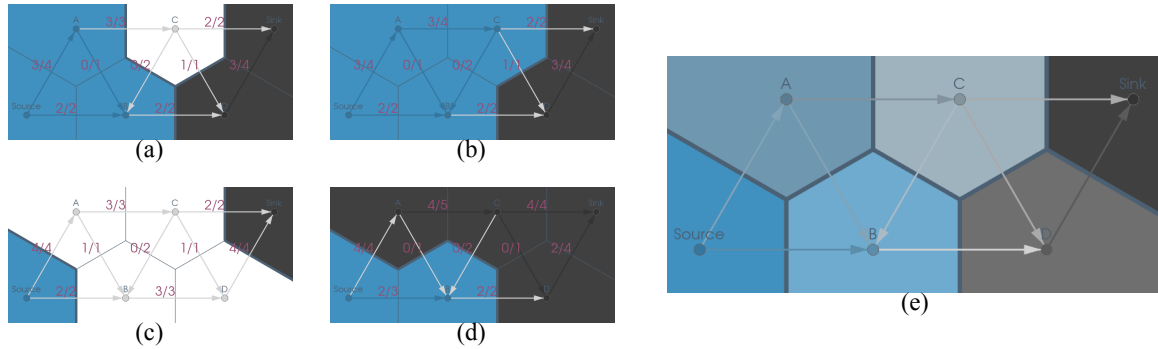 A 3/3 C 2/2 Sink
3/4 0/1 0/2 1/1 3/4
Source 2/2 B 2/2
(a)
A 3/4 C 2/2 Sink
3/4 0/1 0/2 1/1 3/4
Source 2/2 2/2 D
(b)
A 3/3 C 2/2 Sink
4/4 1/1 0/2 1/1 4/4
Source 2/2 B 3/3 D
(c)
A 4/5 C 4/4 Sink
4/4 0/1 0/2 0/1 2/4
Source 2/3 2/2 D
(d)
A C Sink
Source B D
(e)